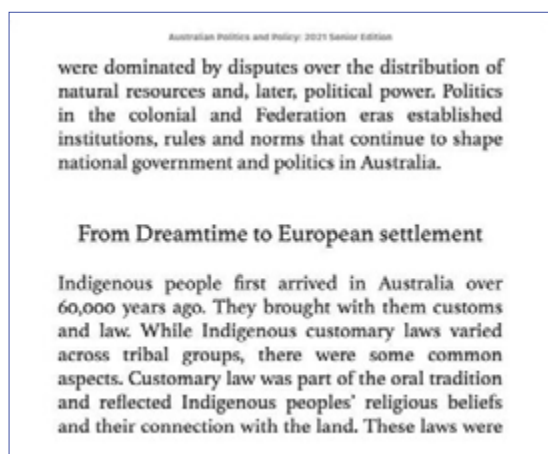 Australian Politics and Policy: 2021 Senior Edition
were dominated by disputes over the distribution of
natural resources and, later, political power. Politics
in the colonial and Federation eras established
institutions, rules and norms that continue to shape
national government and politics in Australia.
From Dreamtime to European settlement
Indigenous people first arrived in Australia over
60,000 years ago. They brought with them customs
and law. While Indigenous customary laws varied
across tribal groups, there were some common
aspects. Customary law was part of the oral tradition
and reflected Indigenous peoples' religious beliefs
and their connection with the land. These laws were